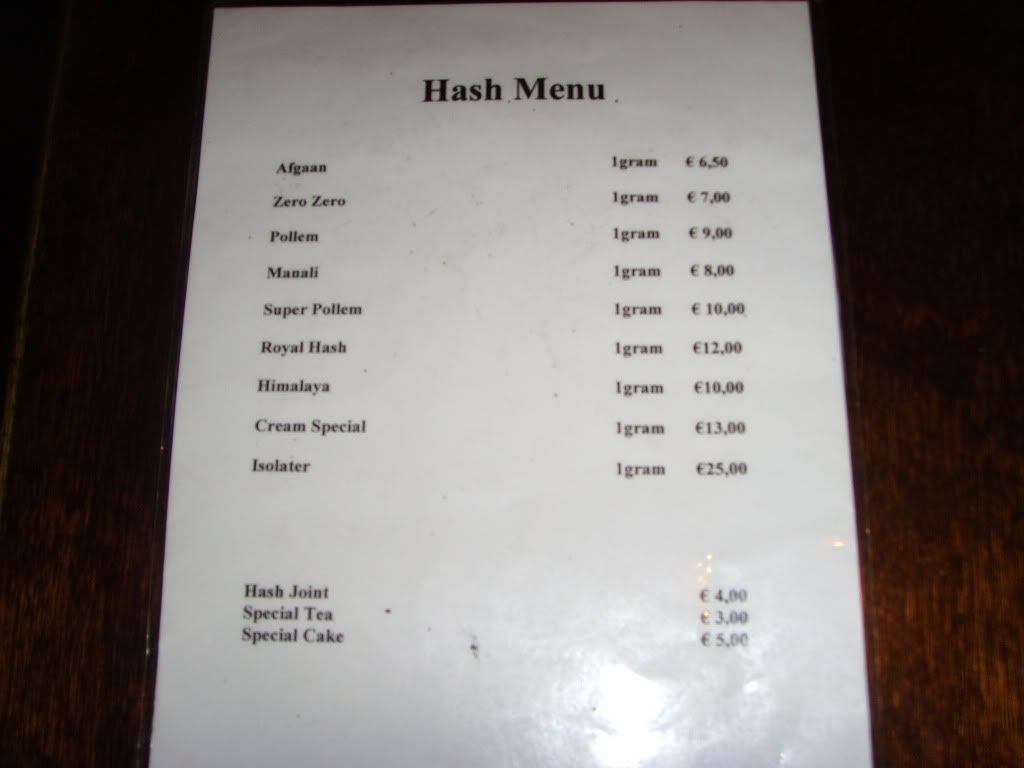 Hash Menu
Afgaan 1gram € 6,50
Zero Zero 1gram € 7,00
Pollem 1gram € 9,00
Manali 1gram € 8,00
Super Pollem 1gram € 10,00
Royal Hash 1gram €12,00
Himalaya 1gram €10,00
Cream Special 1gram €13,00
Isolater 1gram €25,00
Hash Joint € 4,00
Special Tea € 3,00
Special Cake € 5,00